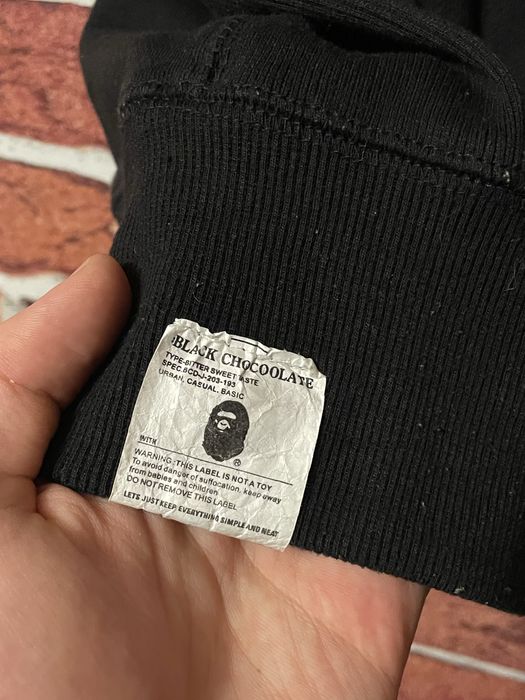 BLACK CHOCOOLATE
TYPE-BITTER SWEET TASTE
SPEC.BCD-J-203-193
URBAN, CASUAL, BASIC
WITH
®
WARNING :THIS LABEL IS NOT A TOY
To avoid danger of suffocation, keep away
from babies and children
DO NOT REMOVE THIS LABEL
LETS JUST KEEP EVERYTHING SIMPLE AND NEAT